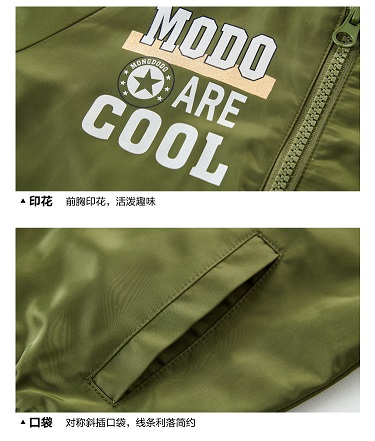 MODO
MONGDODO
ARE
COOL
▲ 印花 前胸印花，活泼趣味
▲ 口袋 对称斜插口袋，线条利落简约